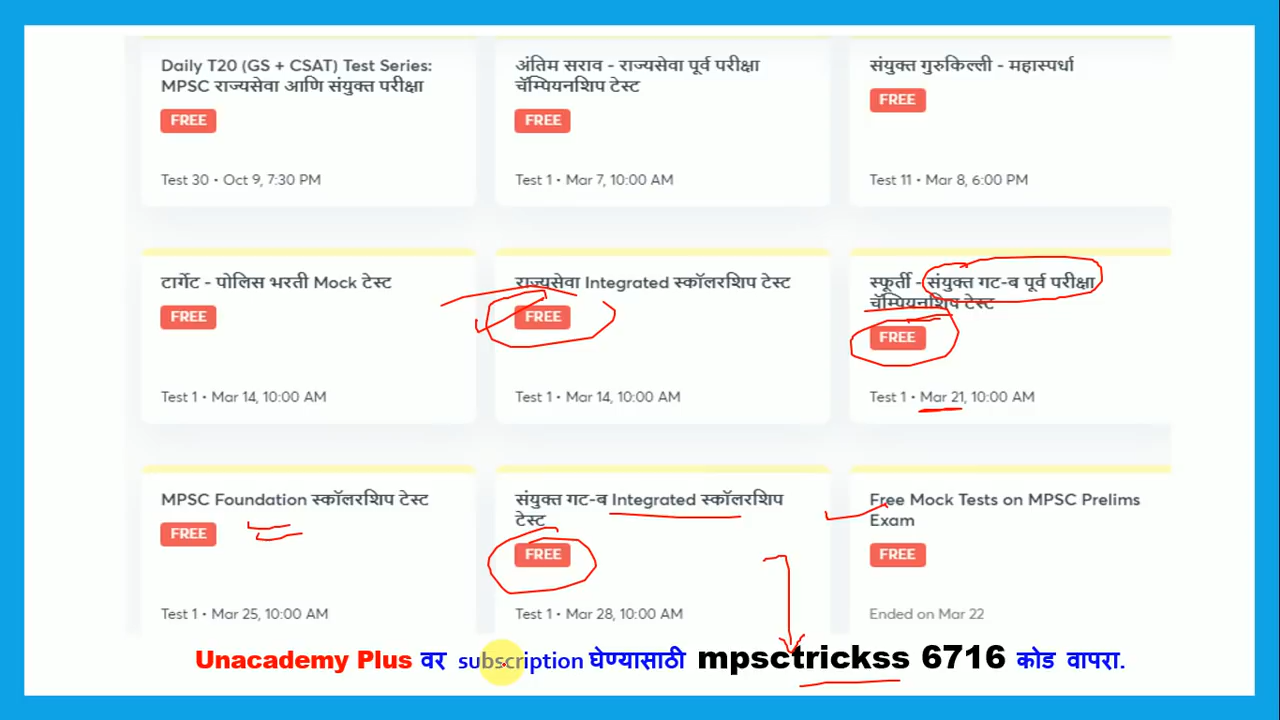 Daily T20 (GS + CSAT) Test Series:
MPSC राज्यसेवा आणि संयुक्त परीक्षा
FREE
Test 30 • Oct 9, 7:30 PM
अंतिम सराव - राज्यसेवा पूर्व परीक्षा
चॅम्पियनशिप टेस्ट
FREE
Test 1 • Mar 7, 10:00 AM
संयुक्त गुरुकिल्ली - महास्पर्धा
FREE
Test 11 • Mar 8, 6:00 PM
टार्गेट - पोलिस भरती Mock टेस्ट
FREE
Test 1 • Mar 14, 10:00 AM
राज्यसेवा Integrated स्कॉलरशिप टेस्ट
FREE
Test 1 • Mar 14, 10:00 AM
स्फूर्ती - संयुक्त गट-ब पूर्व परीक्षा
चॅम्पियनशिप टेस्ट
FREE
Test 1 • Mar 21, 10:00 AM
MPSC Foundation स्कॉलरशिप टेस्ट
FREE
Test 1 • Mar 25, 10:00 AM
संयुक्त गट-ब Integrated स्कॉलरशिप
टेस्ट
FREE
Test 1 • Mar 28, 10:00 AM
Free Mock Tests on MPSC Prelims
Exam
FREE
Ended on Mar 22
Unacademy Plus वर subscription घेण्यासाठी mpsctrickss 6716 कोड वापरा.